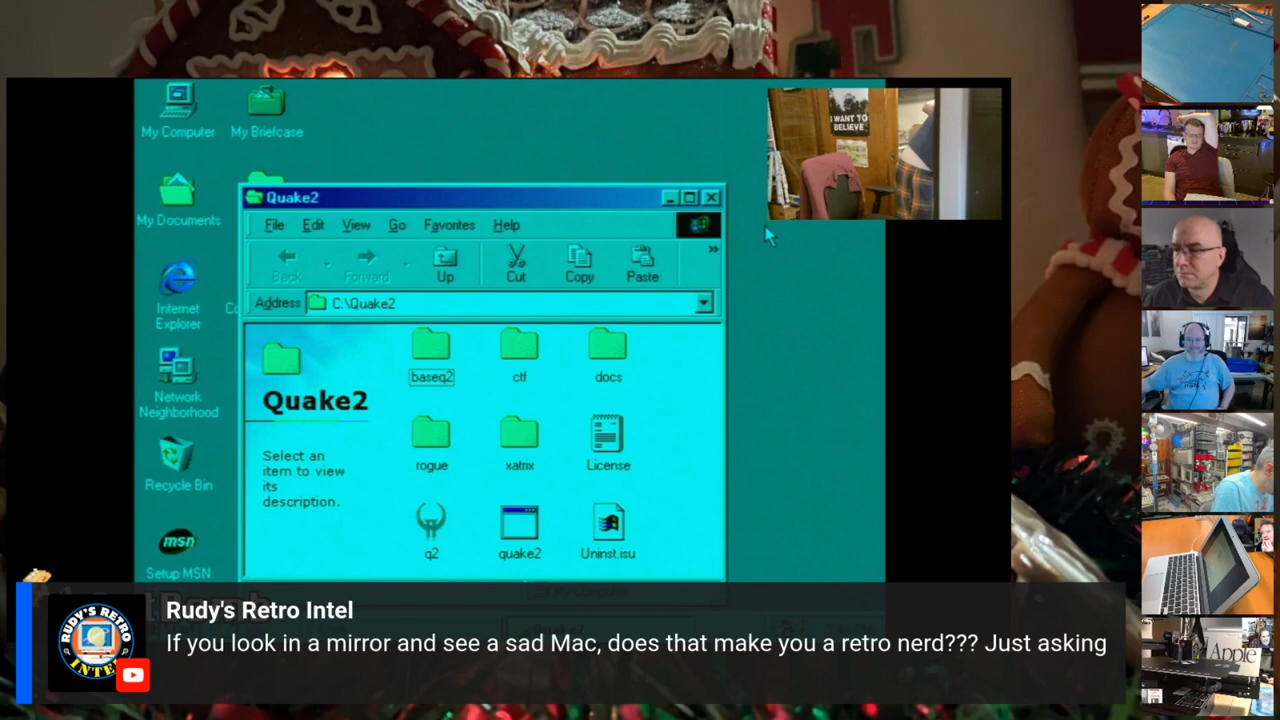 My Computer
My Briefcase
I WANT TO
BELIEVE
My Documents
Quake2
File Edit View Go Favorites Help
Back Forward Up Cut Copy Paste »
Address C:\Quake2
Internet
Explorer
baseq2 ctf docs
Quake2
Network
Neighborhood
Select an
item to view
its
description.
rogue xatrix License
Recycle Bin
q2 quake2 Uninst.isu
msn
Setup MSN
My Computer
RUDY'S RETRO
INTEL
Rudy's Retro Intel
If you look in a mirror and see a sad Mac, does that make you a retro nerd??? Just asking
Apple